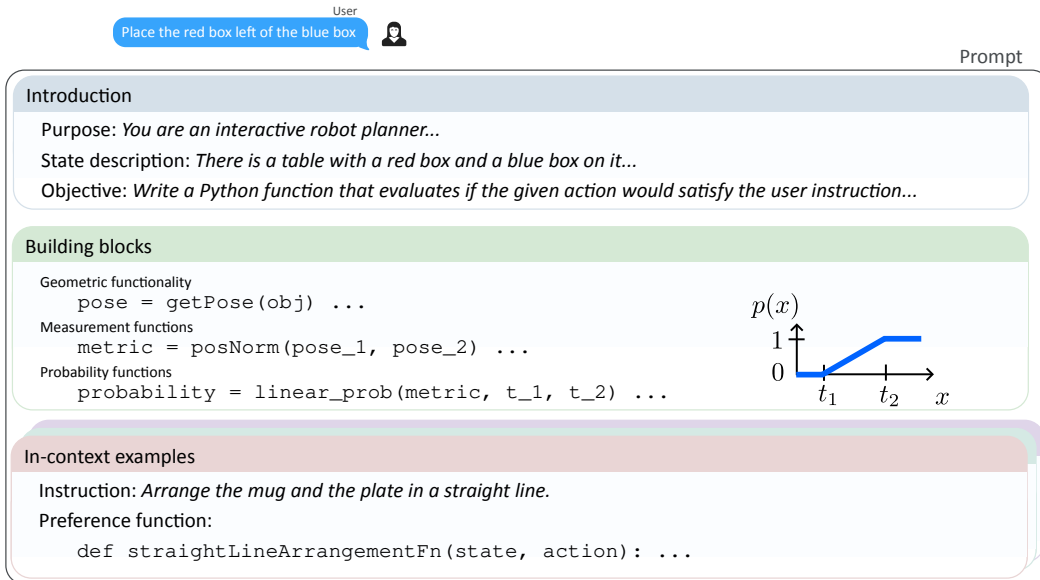 User
Place the red box left of the blue box
Prompt
Introduction
Purpose: You are an interactive robot planner...
State description: There is a table with a red box and a blue box on it...
Objective: Write a Python function that evaluates if the given action would satisfy the user instruction...
Building blocks
Geometric functionality
pose = getPose(obj) ...
Measurement functions
metric = posNorm(pose_1, pose_2) ...
Probability functions
probability = linear_prob(metric, t_1, t_2) ...
p(x)
1
0
t₁ t₂ x
In-context examples
Instruction: Arrange the mug and the plate in a straight line.
Preference function:
def straightLineArrangementFn(state, action): ...